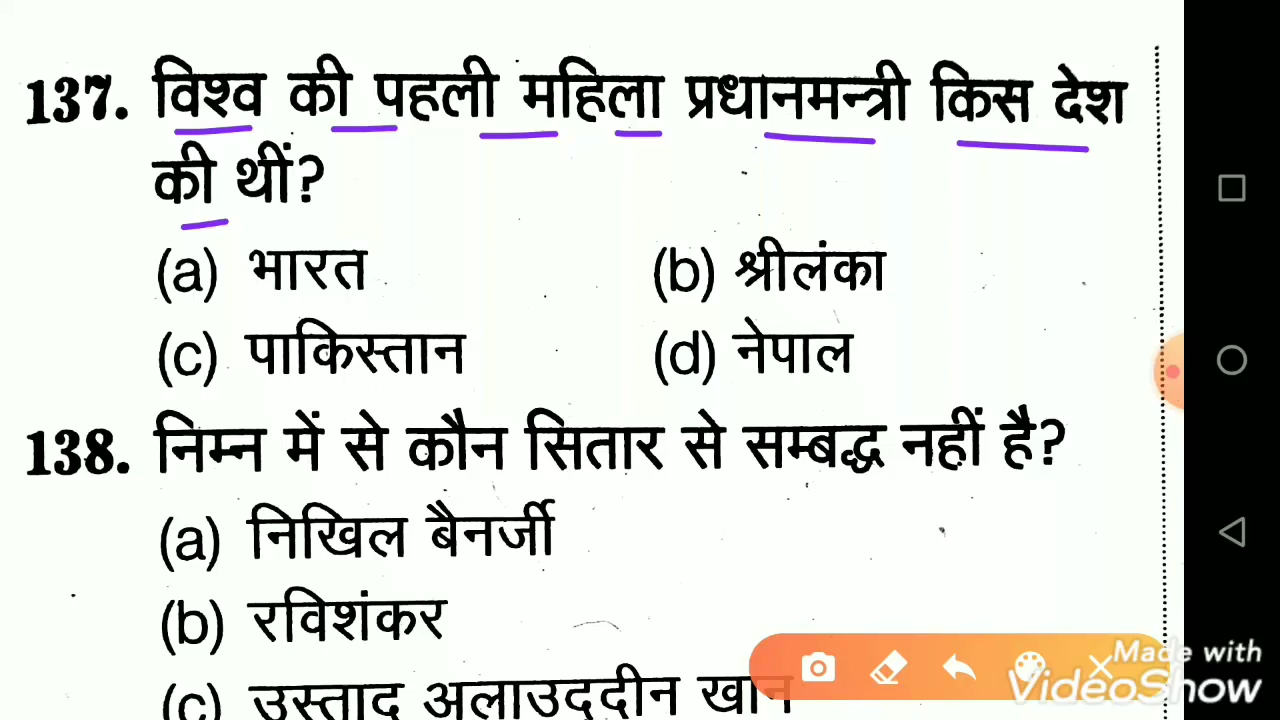 137. विश्व की पहली महिला प्रधानमन्त्री किस देश
की थीं?
(a) भारत (b) श्रीलंका
(c) पाकिस्तान (d) नेपाल
138. निम्न में से कौन सितार से सम्बद्ध नहीं है?
(a) निखिल बैनर्जी
(b) रविशंकर
(c) उस्ताद अलाउद्दीन खान
Made with
VideoShow